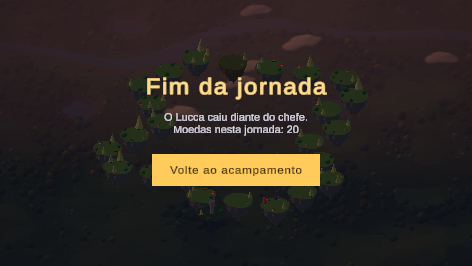 Fim da jornada
O Lucca caiu diante do chefe.
Moedas nesta jornada: 20
Volte ao acampamento